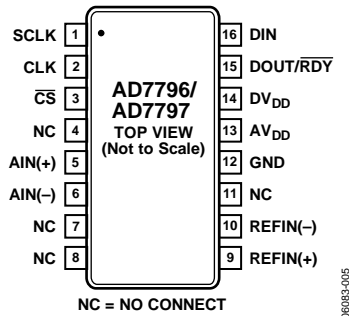 SCLK 1
CLK 2
C̅S̅ 3
NC 4
AIN(+) 5
AIN(–) 6
NC 7
NC 8
AD7796/
AD7797
TOP VIEW
(Not to Scale)
16 DIN
15 DOUT/R̅D̅Y̅
14 DVDD
13 AVDD
12 GND
11 NC
10 REFIN(–)
9 REFIN(+)
NC = NO CONNECT
06083-005